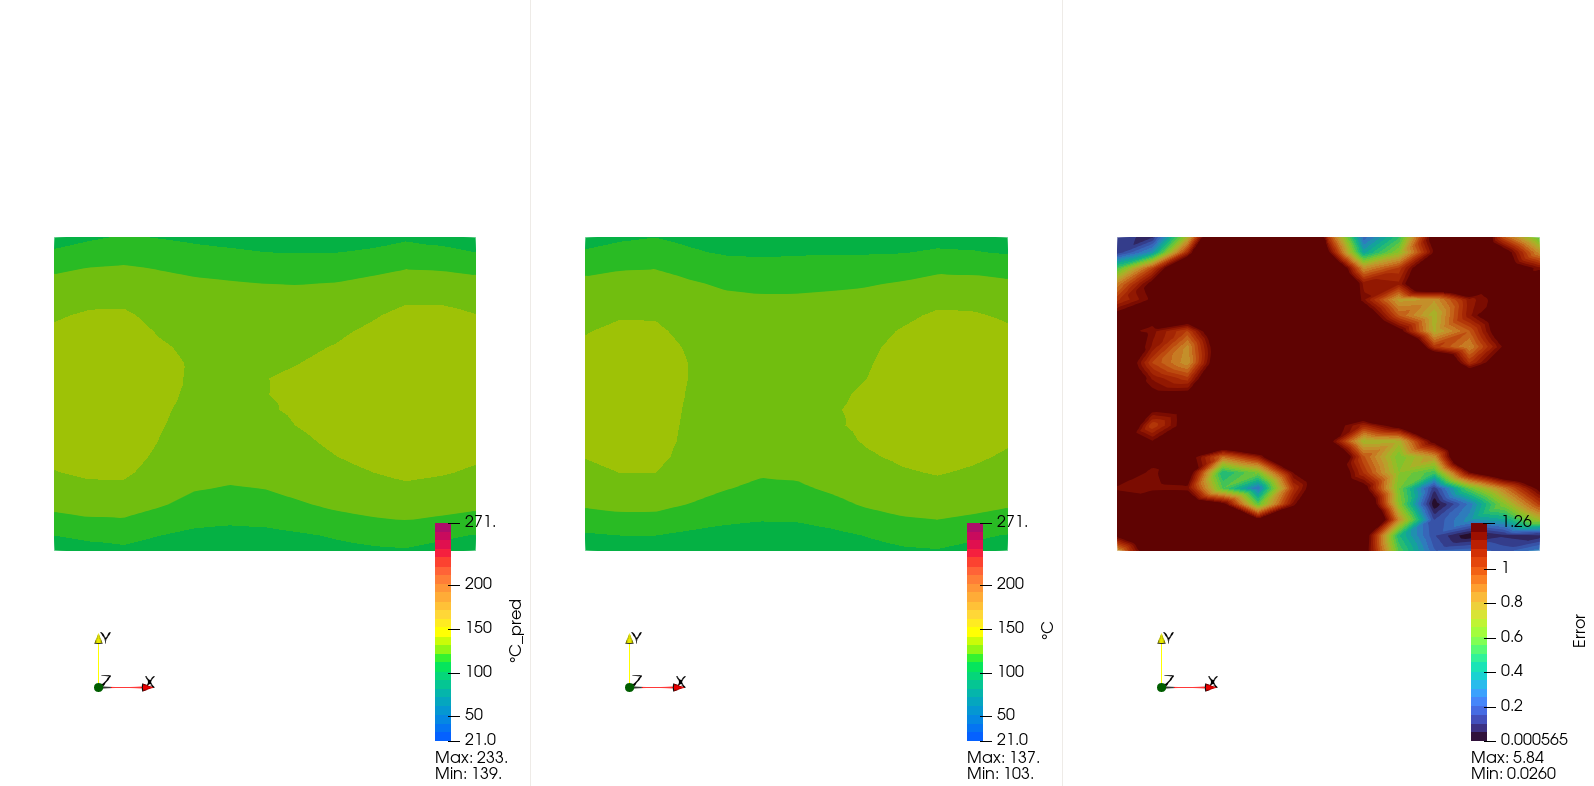 271.
200
150
100
50
21.0
°C_pred
Max: 233.
Min: 139.
Y
Z
X
271.
200
150
100
50
21.0
°C
Max: 137.
Min: 103.
Y
Z
X
1.26
1
0.8
0.6
0.4
0.2
0.000565
Error
Max: 5.84
Min: 0.0260
Y
Z
X